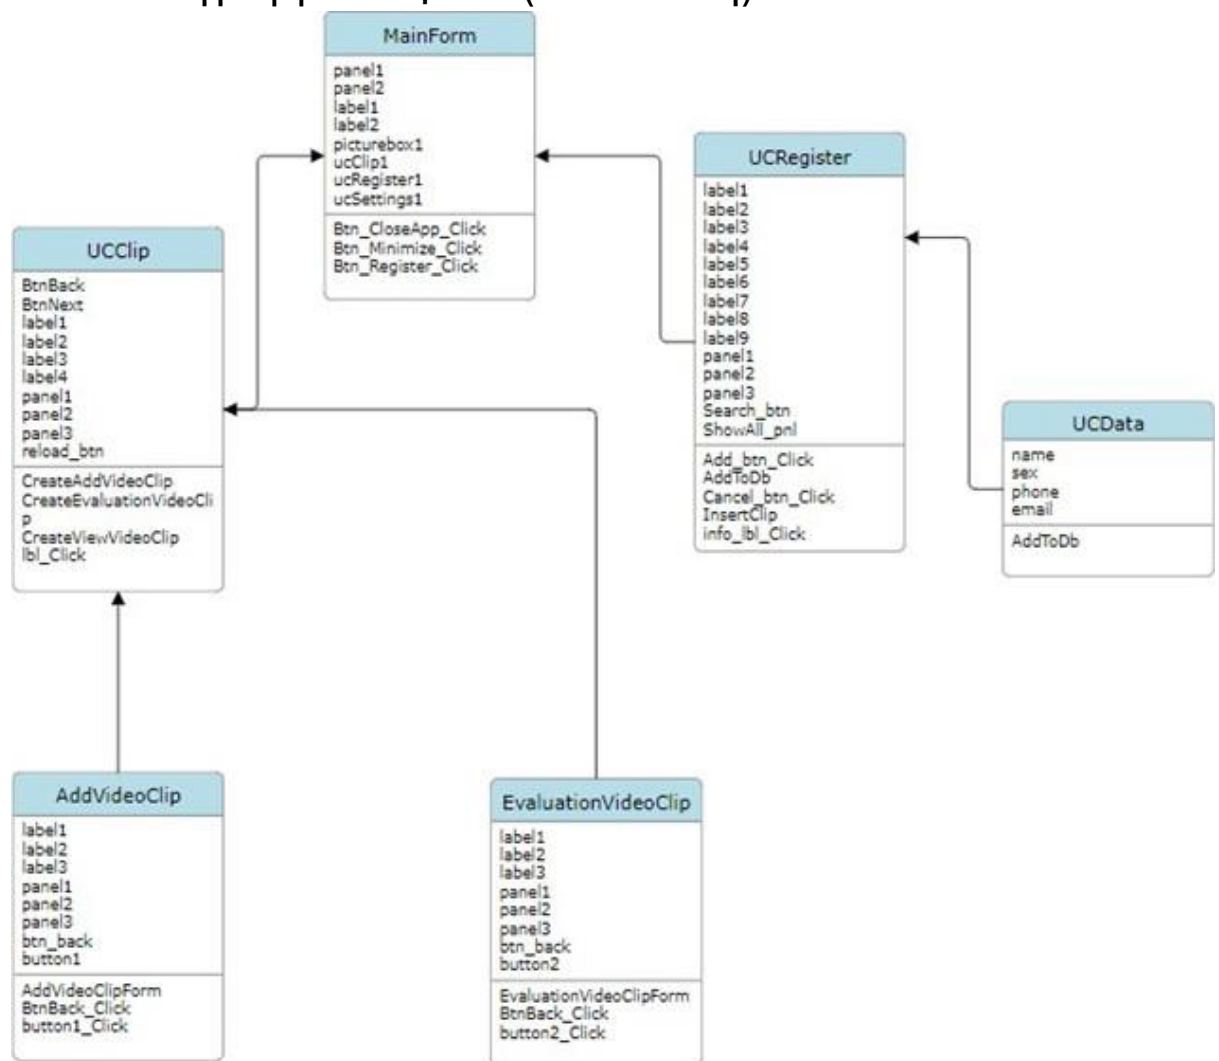 MainForm
panel1
panel2
label1
label2
picturebox1
ucClip1
ucRegister1
ucSettings1
Btn_CloseApp_Click
Btn_Minimize_Click
Btn_Register_Click
UCRegister
label1
label2
label3
label4
label5
label6
label7
label8
label9
panel1
panel2
panel3
Search_btn
ShowAll_pnl
Add_btn_Click
AddToDb
Cancel_btn_Click
InsertClip
info_lbl_Click
UCClip
BtnBack
BtnNext
label1
label2
label3
label4
panel1
panel2
panel3
reload_btn
CreateAddVideoClip
CreateEvaluationVideoCli
p
CreateViewVideoClip
lbl_Click
UCData
name
sex
phone
email
AddToDb
AddVideoClip
label1
label2
label3
panel1
panel2
panel3
btn_back
button1
AddVideoClipForm
BtnBack_Click
button1_Click
EvaluationVideoClip
label1
label2
label3
panel1
panel2
panel3
btn_back
button2
EvaluationVideoClipForm
BtnBack_Click
button2_Click